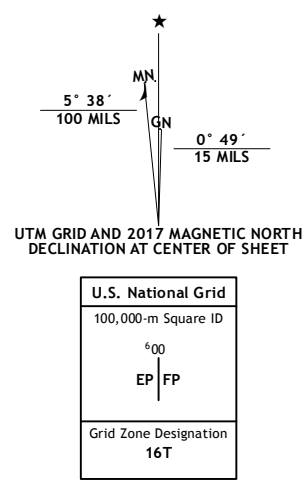 ★
MN.
GN
5° 38´
100 MILS
0° 49´
15 MILS
UTM GRID AND 2017 MAGNETIC NORTH
DECLINATION AT CENTER OF SHEET
U.S. National Grid
100,000-m Square ID
⁶00
EP FP
Grid Zone Designation
16T